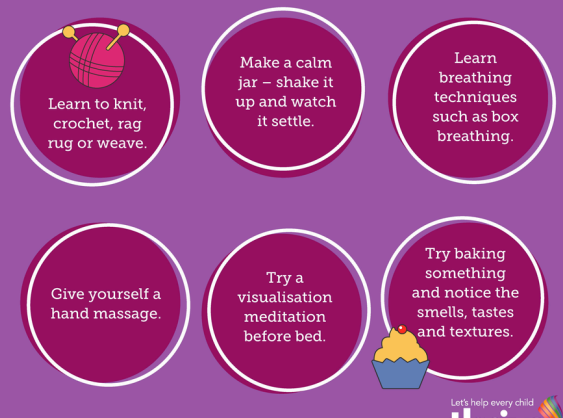 Learn to knit,
crochet, rag
rug or weave.
Make a calm
jar – shake it
up and watch
it settle.
Learn
breathing
techniques
such as box
breathing.
Give yourself a
hand massage.
Try a
visualisation
meditation
before bed.
Try baking
something
and notice the
smells, tastes
and textures.
Let's help every child